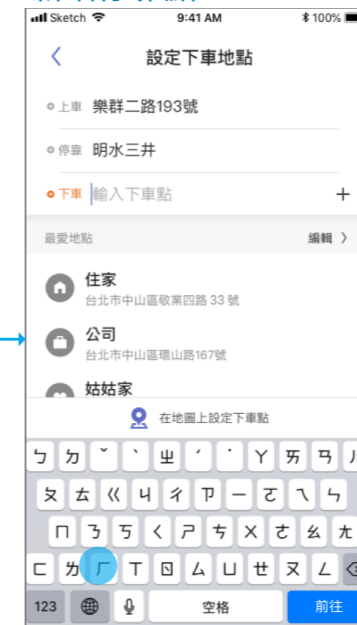 Sketch 9:41 AM 100%
設定下車地點
上車 樂群二路193號
停靠 明水三井
下車 輸入下車點 +
最愛地點 編輯 〉
住家
台北市中山區敬業四路 33 號
公司
台北市中山區環山路167號
姑姑家
在地圖上設定下車點
ㄅ ㄉ ˇ ˋ ㄓ ˊ ˙ ㄚ ㄞ ㄢ ㄦ
ㄆ ㄊ ㄍ ㄐ ㄔ ㄗ ㄧ ㄛ ㄟ ㄣ
ㄇ ㄋ ㄎ ㄑ ㄕ ㄘ ㄨ ㄜ ㄠ ㄤ
ㄈ ㄌ ㄏ ㄒ ㄖ ㄙ ㄩ ㄝ ㄡ ㄥ
123 空格 前往